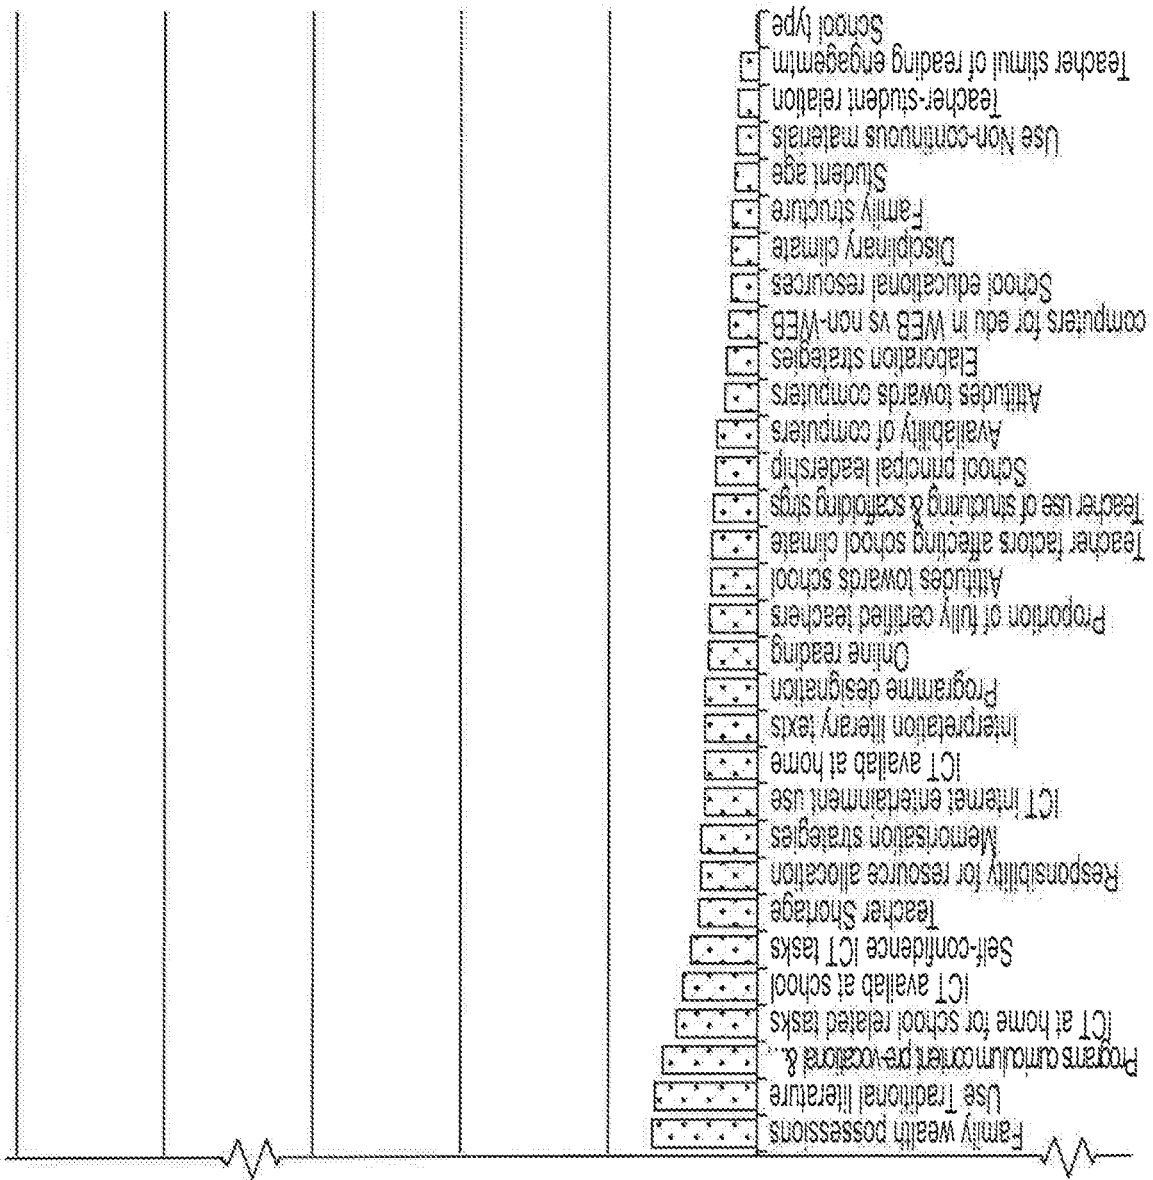 Family wealth possessions
Use Traditional literature
Programs curriculum content pre-vocational &...
ICT at home for school related tasks
ICT availab at school
Self-confidence ICT tasks
Teacher Shortage
Responsibility for resource allocation
Memorisation strategies
ICT internet entertainment use
ICT availab at home
Interpretation literary texts
Programme designation
Online reading
Proportion of fully certified teachers
Attitudes towards school
Teacher factors affecting school climate
Teacher use of structuring & scaffolding strgs
School principal leadership
Availability of computers
Attitudes towards computers
Elaboration strategies
computers for edu in WEB vs non-WEB
School educational resources
Disciplinary climate
Family structure
Student age
Use Non-continuous materials
Teacher-student relation
Teacher stimul of reading engagemtm
School type